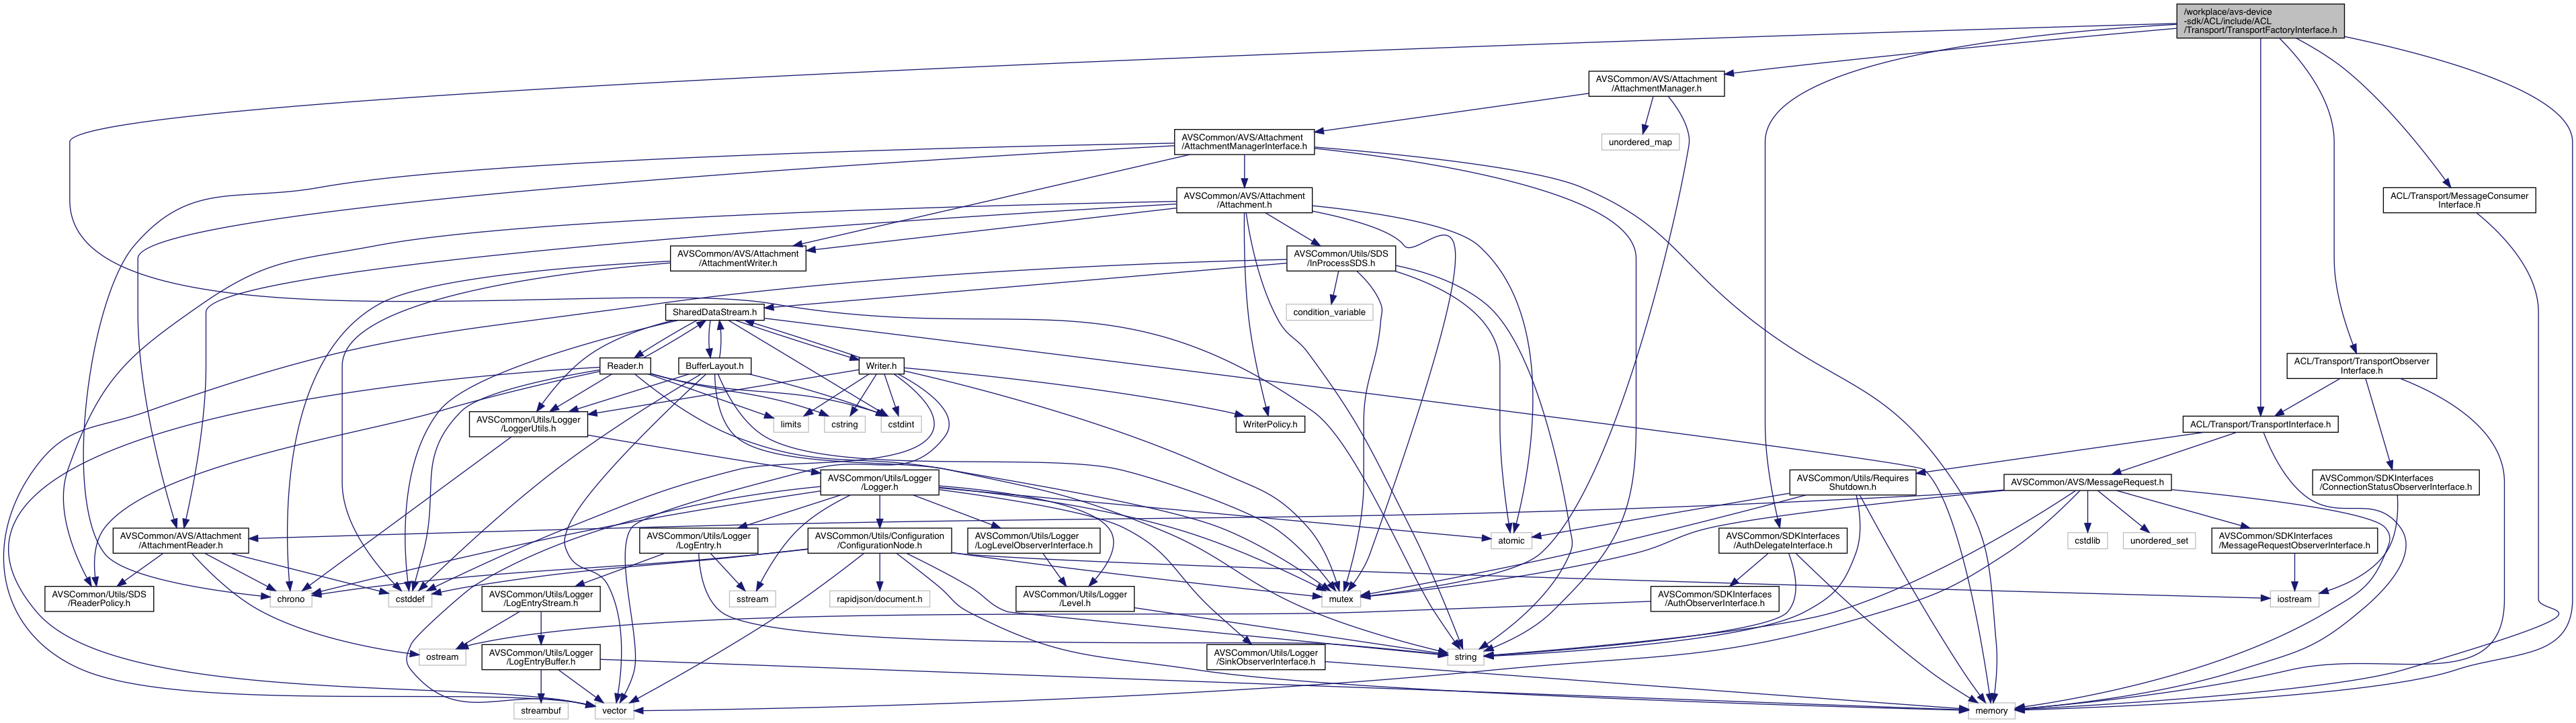 /workplace/avs-device
-sdk/ACL/include/ACL
/Transport/TransportFactoryInterface.h
AVSCommon/AVS/Attachment
/AttachmentManager.h
AVSCommon/AVS/Attachment
/AttachmentManagerInterface.h
unordered_map
AVSCommon/AVS/Attachment
/Attachment.h
ACL/Transport/MessageConsumer
Interface.h
AVSCommon/AVS/Attachment
/AttachmentWriter.h
AVSCommon/Utils/SDS
/InProcessSDS.h
SharedDataStream.h
condition_variable
Reader.h
BufferLayout.h
Writer.h
ACL/Transport/TransportObserver
Interface.h
AVSCommon/Utils/Logger
/LoggerUtils.h
limits
cstring
cstdint
WriterPolicy.h
ACL/Transport/TransportInterface.h
AVSCommon/Utils/Logger
/Logger.h
AVSCommon/Utils/Requires
Shutdown.h
AVSCommon/AVS/MessageRequest.h
AVSCommon/SDKInterfaces
/ConnectionStatusObserverInterface.h
AVSCommon/AVS/Attachment
/AttachmentReader.h
AVSCommon/Utils/Logger
/LogEntry.h
AVSCommon/Utils/Configuration
/ConfigurationNode.h
AVSCommon/Utils/Logger
/LogLevelObserverInterface.h
atomic
AVSCommon/SDKInterfaces
/AuthDelegateInterface.h
cstdlib
unordered_set
AVSCommon/SDKInterfaces
/MessageRequestObserverInterface.h
AVSCommon/Utils/SDS
/ReaderPolicy.h
chrono
cstddef
AVSCommon/Utils/Logger
/LogEntryStream.h
sstream
rapidjson/document.h
AVSCommon/Utils/Logger
/Level.h
mutex
AVSCommon/SDKInterfaces
/AuthObserverInterface.h
iostream
ostream
AVSCommon/Utils/Logger
/LogEntryBuffer.h
AVSCommon/Utils/Logger
/SinkObserverInterface.h
string
streambuf
vector
memory